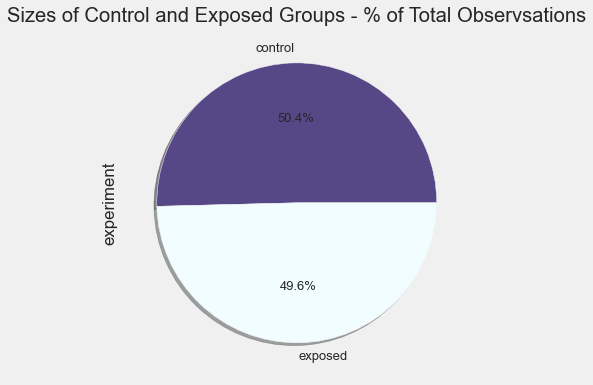 Sizes of Control and Exposed Groups - % of Total Observsations
control
50.4%
experiment
49.6%
exposed